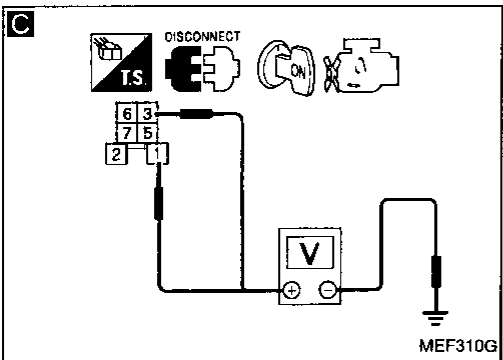 C
DISCONNECT
T.S.
ON
6 3
7 5
2 1
V
+ −
MEF310G